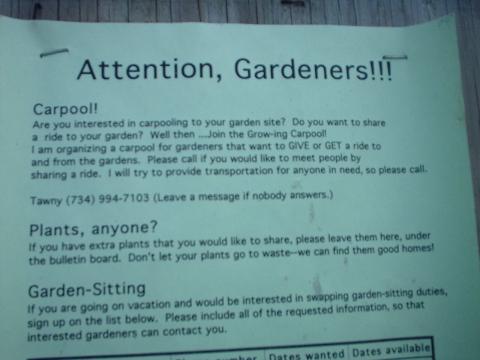 Attention, Gardeners!!!
Carpool!
Are you interested in carpooling to your garden site? Do you want to share
a ride to your garden? Well then ...Join the Grow-ing Carpool!
I am organizing a carpool for gardeners that want to GIVE or GET a ride to
and from the gardens. Please call if you would like to meet people by
sharing a ride. I will try to provide transportation for anyone in need, so please call.
Tawny (734) 994-7103 (Leave a message if nobody answers.)
Plants, anyone?
If you have extra plants that you would like to share, please leave them here, under
the bulletin board. Don't let your plants go to waste--we can find them good homes!
Garden-Sitting
If you are going on vacation and would be interested in swapping garden-sitting duties,
sign up on the list below. Please include all of the requested information, so that
interested gardeners can contact you.
number Dates wanted Dates available